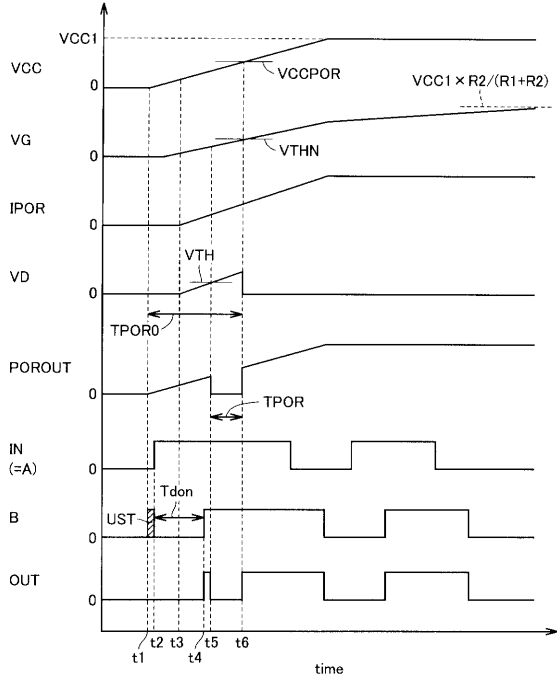 VCC1
VCC
0
VCCPOR
VCC1 × R2/(R1+R2)
VG
0
VTHN
IPOR
0
VD
VTH
0
TPOR0
POROUT
0
TPOR
IN
(=A)
0
B
UST
Tdon
0
OUT
0
t1
t2
t3
t4
t5
t6
time